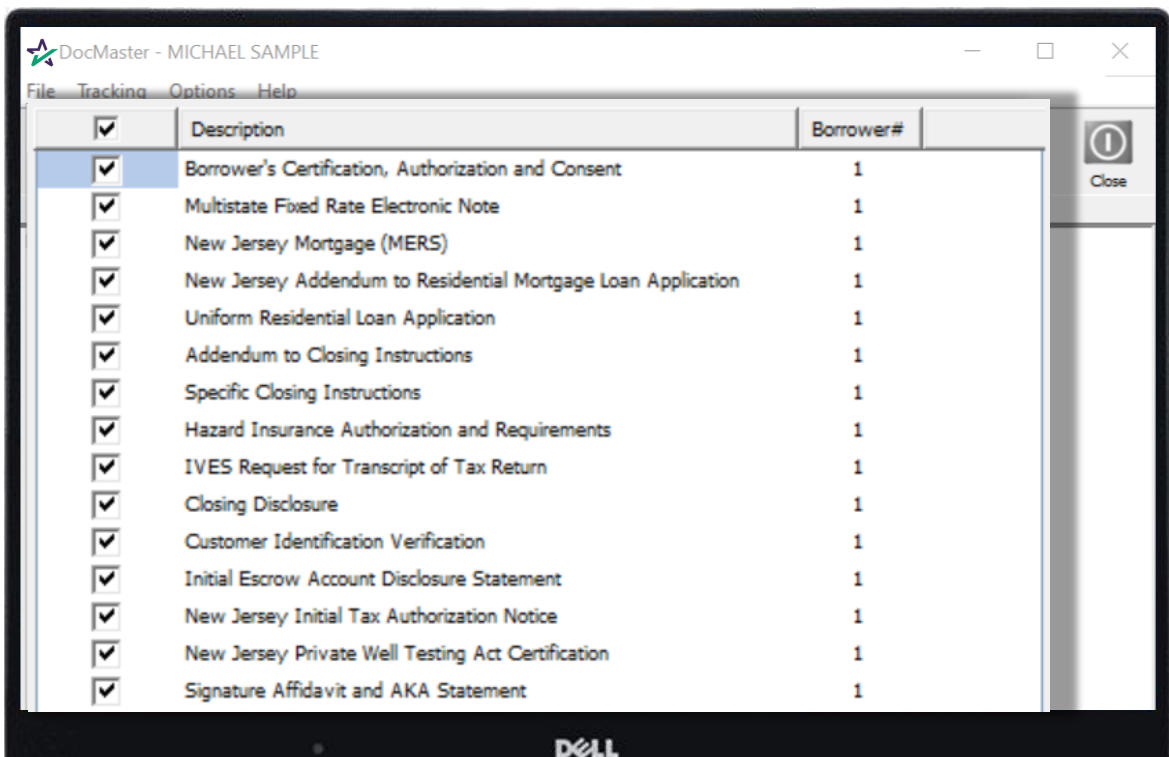 DocMaster - MICHAEL SAMPLE
File Tracking Options Help
Description Borrower#
Close
Borrower's Certification, Authorization and Consent 1
Multistate Fixed Rate Electronic Note 1
New Jersey Mortgage (MERS) 1
New Jersey Addendum to Residential Mortgage Loan Application 1
Uniform Residential Loan Application 1
Addendum to Closing Instructions 1
Specific Closing Instructions 1
Hazard Insurance Authorization and Requirements 1
IVES Request for Transcript of Tax Return 1
Closing Disclosure 1
Customer Identification Verification 1
Initial Escrow Account Disclosure Statement 1
New Jersey Initial Tax Authorization Notice 1
New Jersey Private Well Testing Act Certification 1
Signature Affidavit and AKA Statement 1
DELL